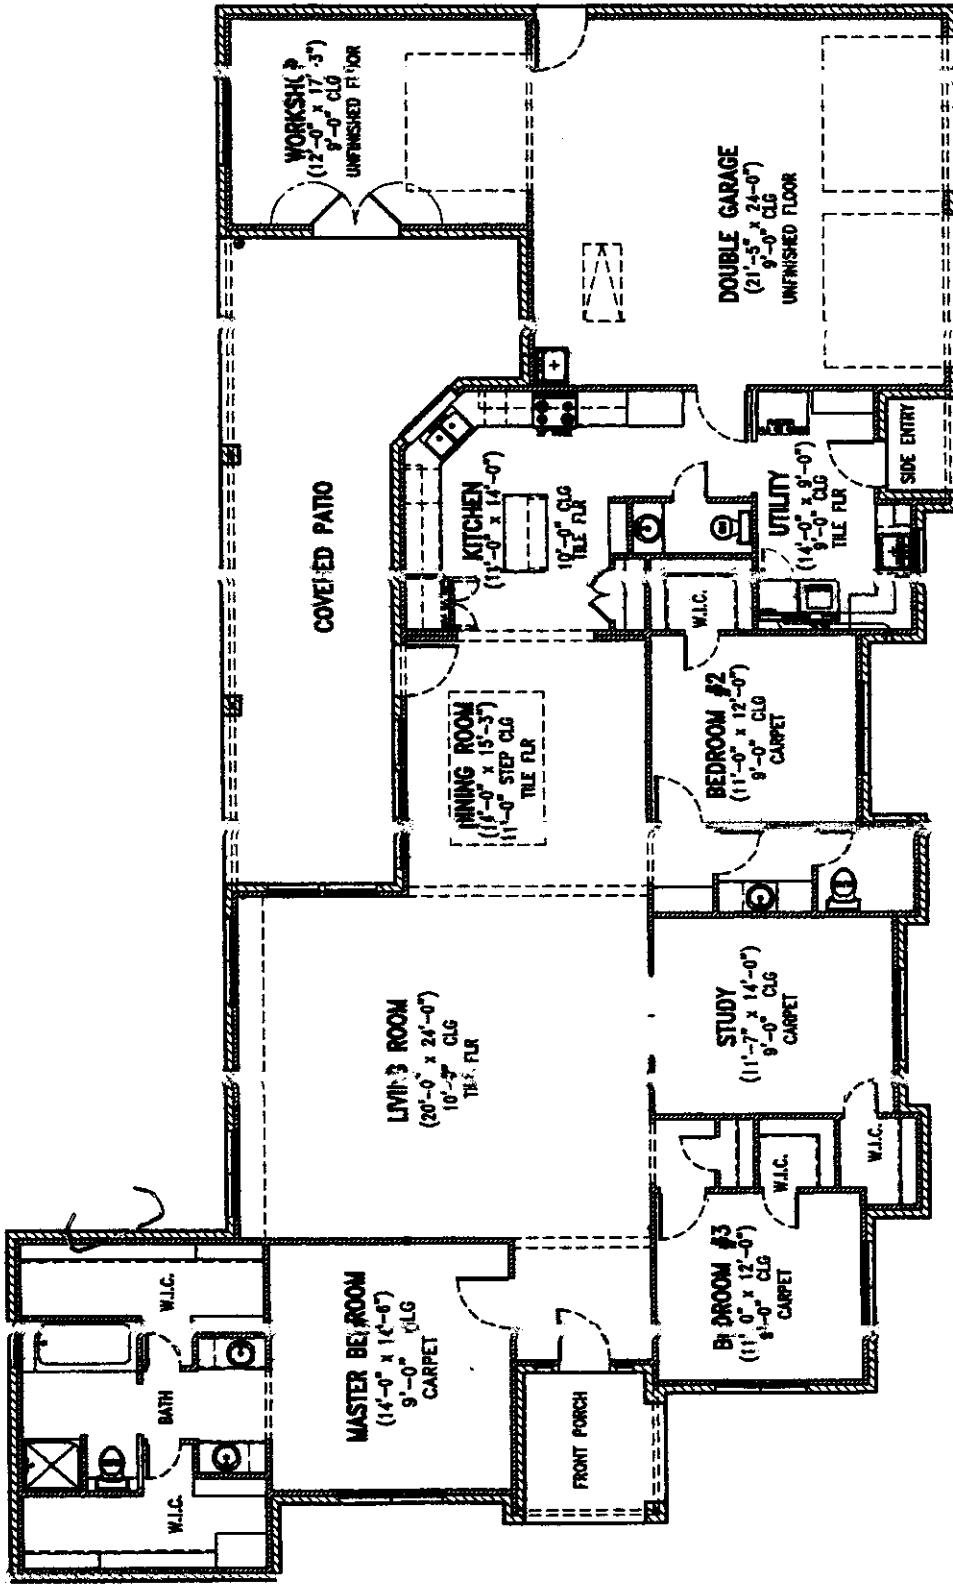 WORKSHOP
(12'-0" x 17'-3")
9'-0" CLG
UNFINISHED FLOOR
DOUBLE GARAGE
(21'-5" x 24'-0")
9'-0" CLG
UNFINISHED FLOOR
COVERED PATIO
KITCHEN
(11'-0" x 14'-0")
10'-0" CLG
TILE FLR
UTILITY
(14'-0" x 9'-0")
9'-0" CLG
TILE FLR
SIDE ENTRY
W.I.C.
DINING ROOM
(14'-0" x 15'-3")
11'-0" STEP CLG
TILE FLR
BEDROOM #2
(11'-0" x 12'-0")
9'-0" CLG
CARPET
LIVING ROOM
(20'-0" x 24'-0")
10'-0" CLG
TILE FLR
STUDY
(11'-7" x 14'-0")
9'-0" CLG
CARPET
W.I.C.
W.I.C.
BEDROOM #3
(11'-0" x 12'-0")
CLG
CARPET
MASTER BEDROOM
(14'-0" x 14'-6")
9'-0" CLG
CARPET
W.I.C.
BATH
W.I.C.
FRONT PORCH